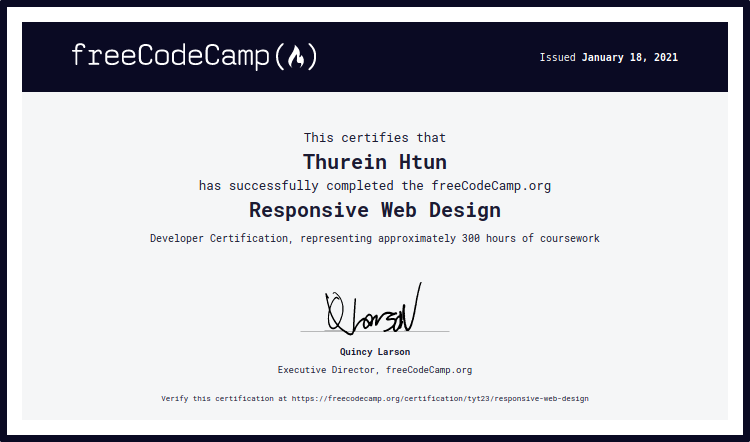 freeCodeCamp(🔥)
Issued January 18, 2021
This certifies that
Thurein Htun
has successfully completed the freeCodeCamp.org
Responsive Web Design
Developer Certification, representing approximately 300 hours of coursework
Q Larson
Quincy Larson
Executive Director, freeCodeCamp.org
Verify this certification at https://freecodecamp.org/certification/tyt23/responsive-web-design